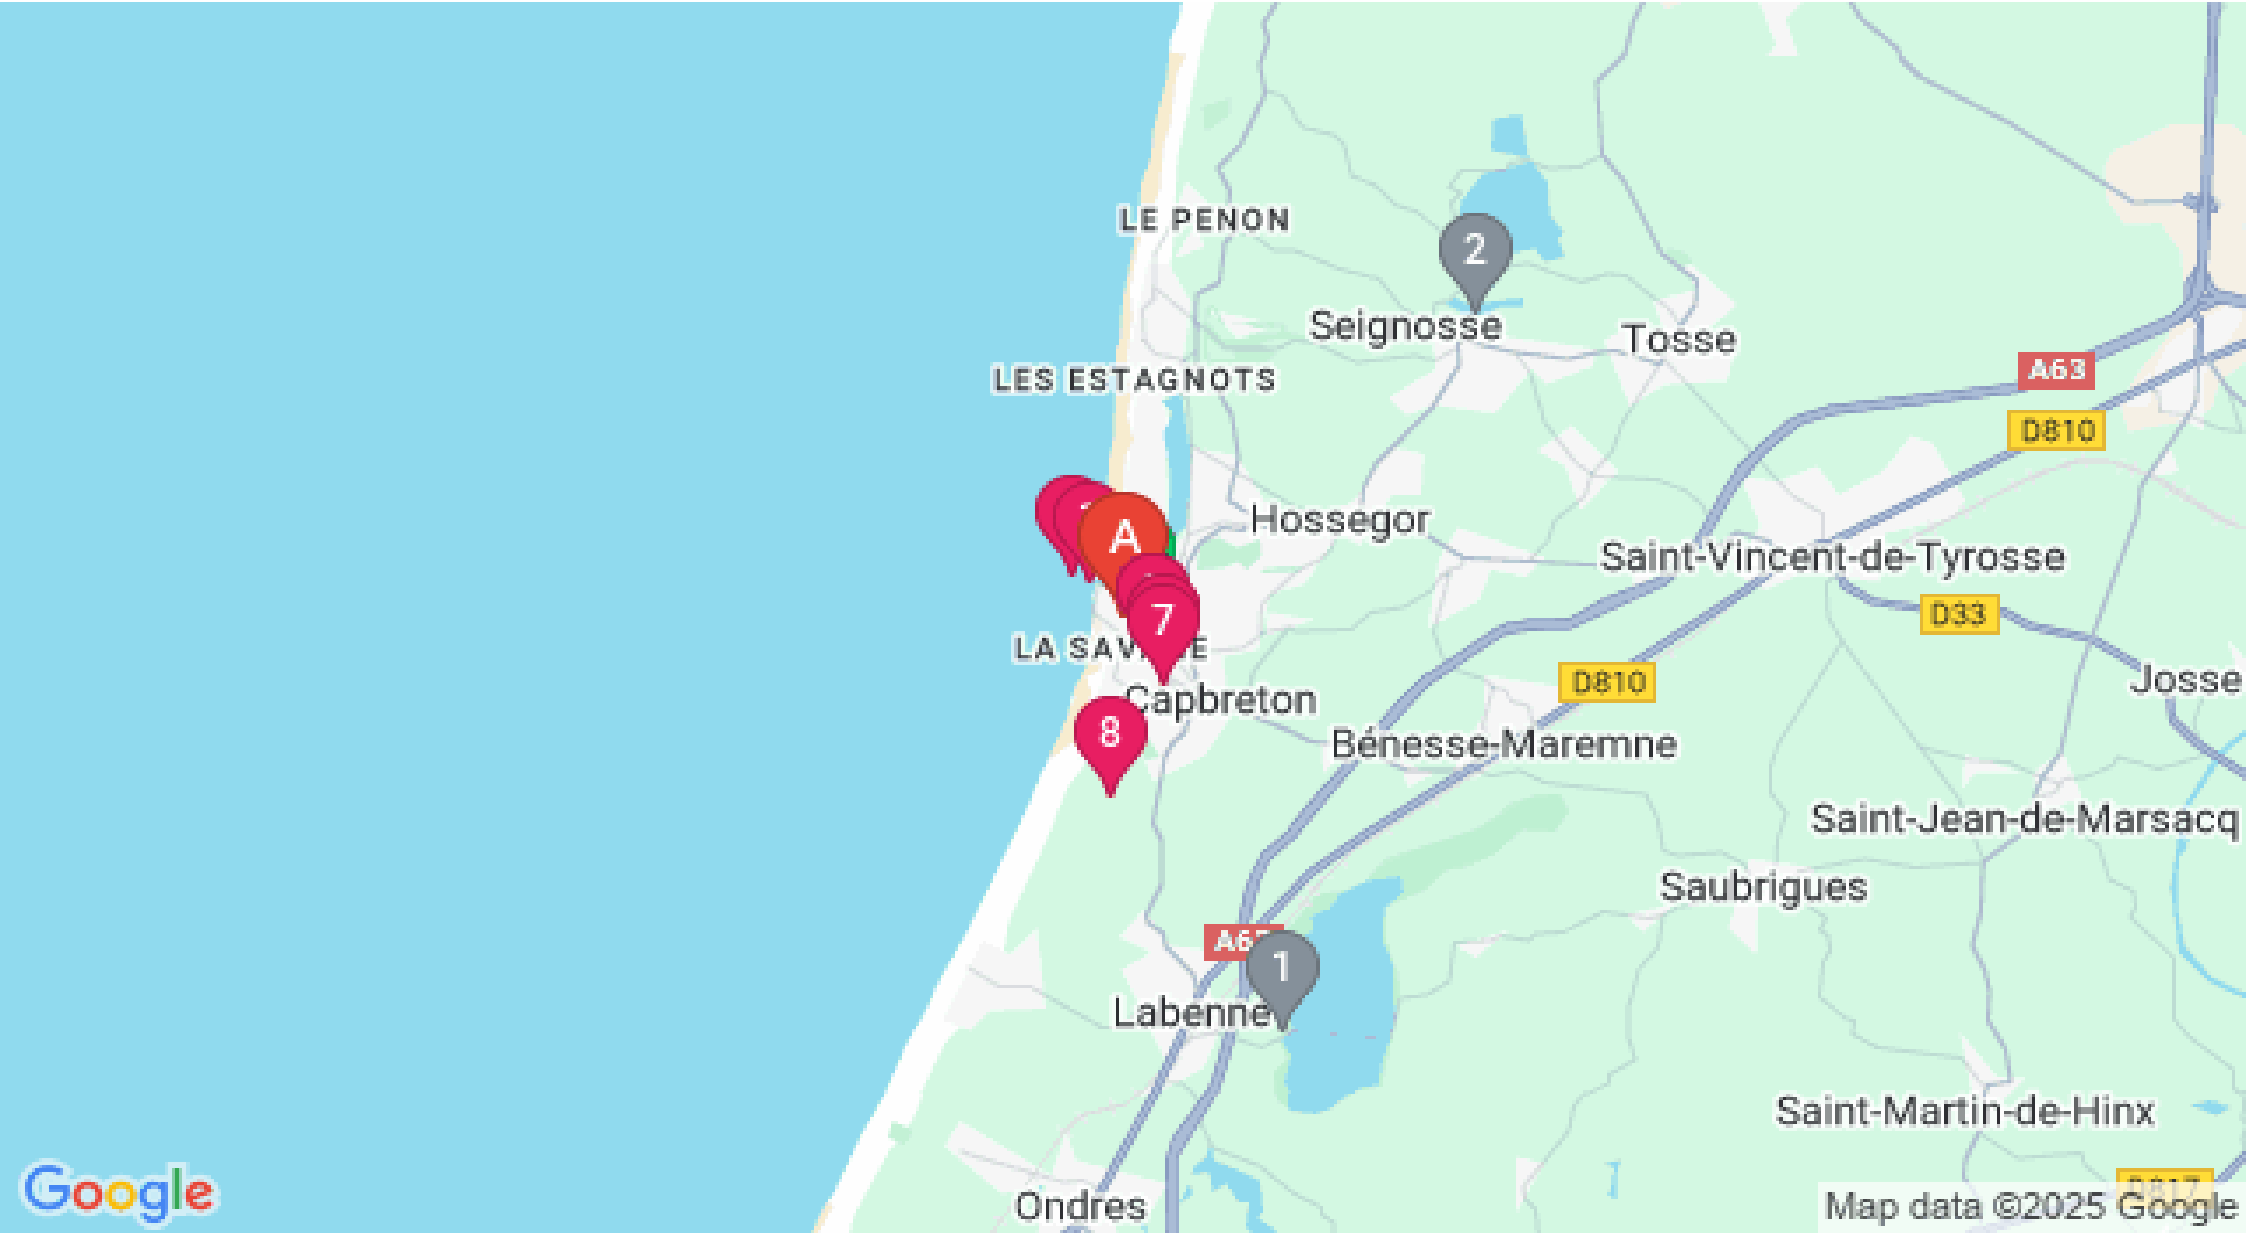 LE PENON
2
Seignosse
Tosse
LES ESTAGNOTS
A63
D810
A
Hossegor
Saint-Vincent-de-Tyrosse
D33
7
Capbreton
D810
Josse
8
Bénesse-Maremne
Saint-Jean-de-Marsacq
Saubrigues
1
Labenne
Saint-Martin-de-Hinx
Google
Ondres
D817
Map data ©2025 Google